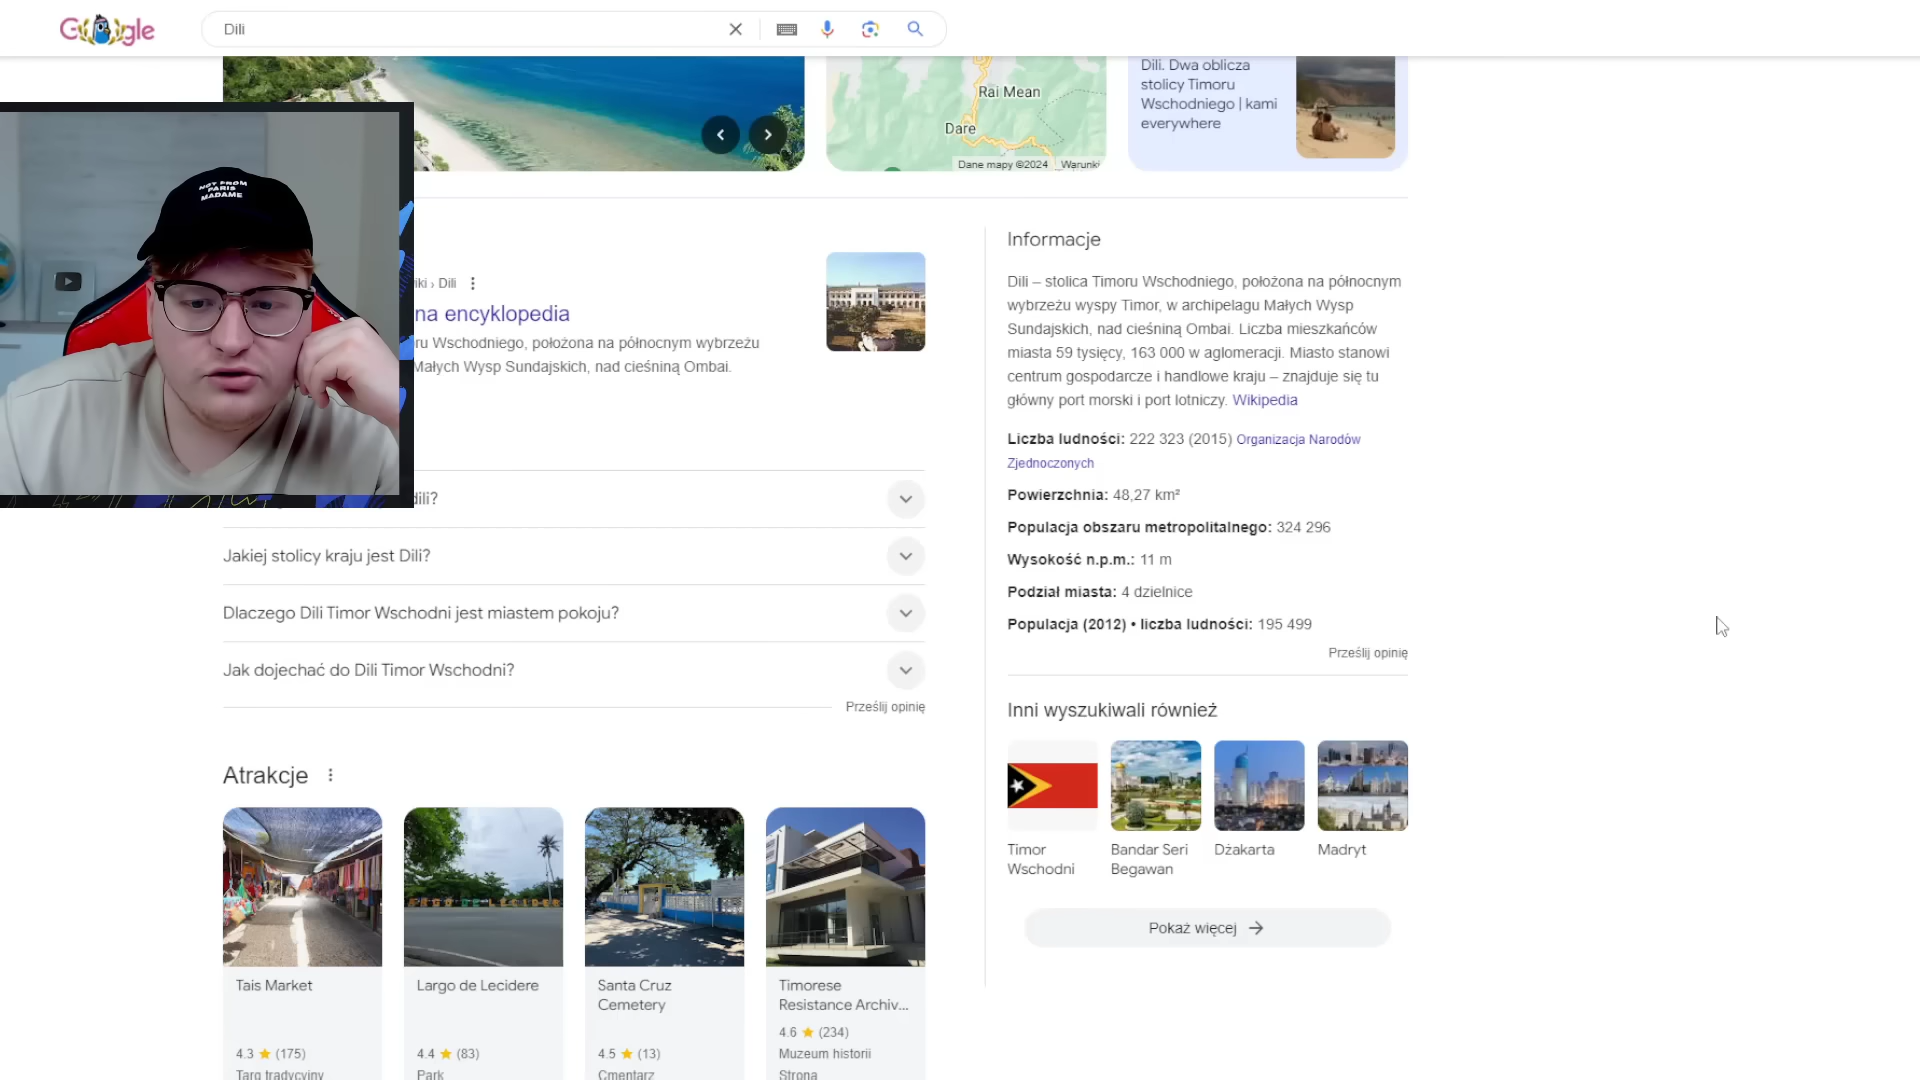 Google
Dili
Rai Mean
Dare
Dane mapy ©2024
Warunki
Dili. Dwa oblicza
stolicy Timoru
Wschodniego | kami
everywhere
NOT FROM
PARIS
MADAME
iki › Dili
na encyklopedia
ru Wschodniego, położona na północnym wybrzeżu
Małych Wysp Sundajskich, nad cieśniną Ombai.
dili?
Jakiej stolicy kraju jest Dili?
Dlaczego Dili Timor Wschodni jest miastem pokoju?
Jak dojechać do Dili Timor Wschodni?
Prześlij opinię
Atrakcje
Tais Market
4.3 ★ (175)
Targ tradycyjny
Largo de Lecidere
4.4 ★ (83)
Park
Santa Cruz
Cemetery
4.5 ★ (13)
Cmentarz
Timorese
Resistance Archiv...
4.6 ★ (234)
Muzeum historii
Strona
Informacje
Dili – stolica Timoru Wschodniego, położona na północnym
wybrzeżu wyspy Timor, w archipelagu Małych Wysp
Sundajskich, nad cieśniną Ombai. Liczba mieszkańców
miasta 59 tysięcy, 163 000 w aglomeracji. Miasto stanowi
centrum gospodarcze i handlowe kraju – znajduje się tu
główny port morski i port lotniczy. Wikipedia
Liczba ludności: 222 323 (2015) Organizacja Narodów
Zjednoczonych
Powierzchnia: 48,27 km²
Populacja obszaru metropolitalnego: 324 296
Wysokość n.p.m.: 11 m
Podział miasta: 4 dzielnice
Populacja (2012) • liczba ludności: 195 499
Prześlij opinię
Inni wyszukiwali również
Timor
Wschodni
Bandar Seri
Begawan
Dżakarta
Madryt
Pokaż więcej →